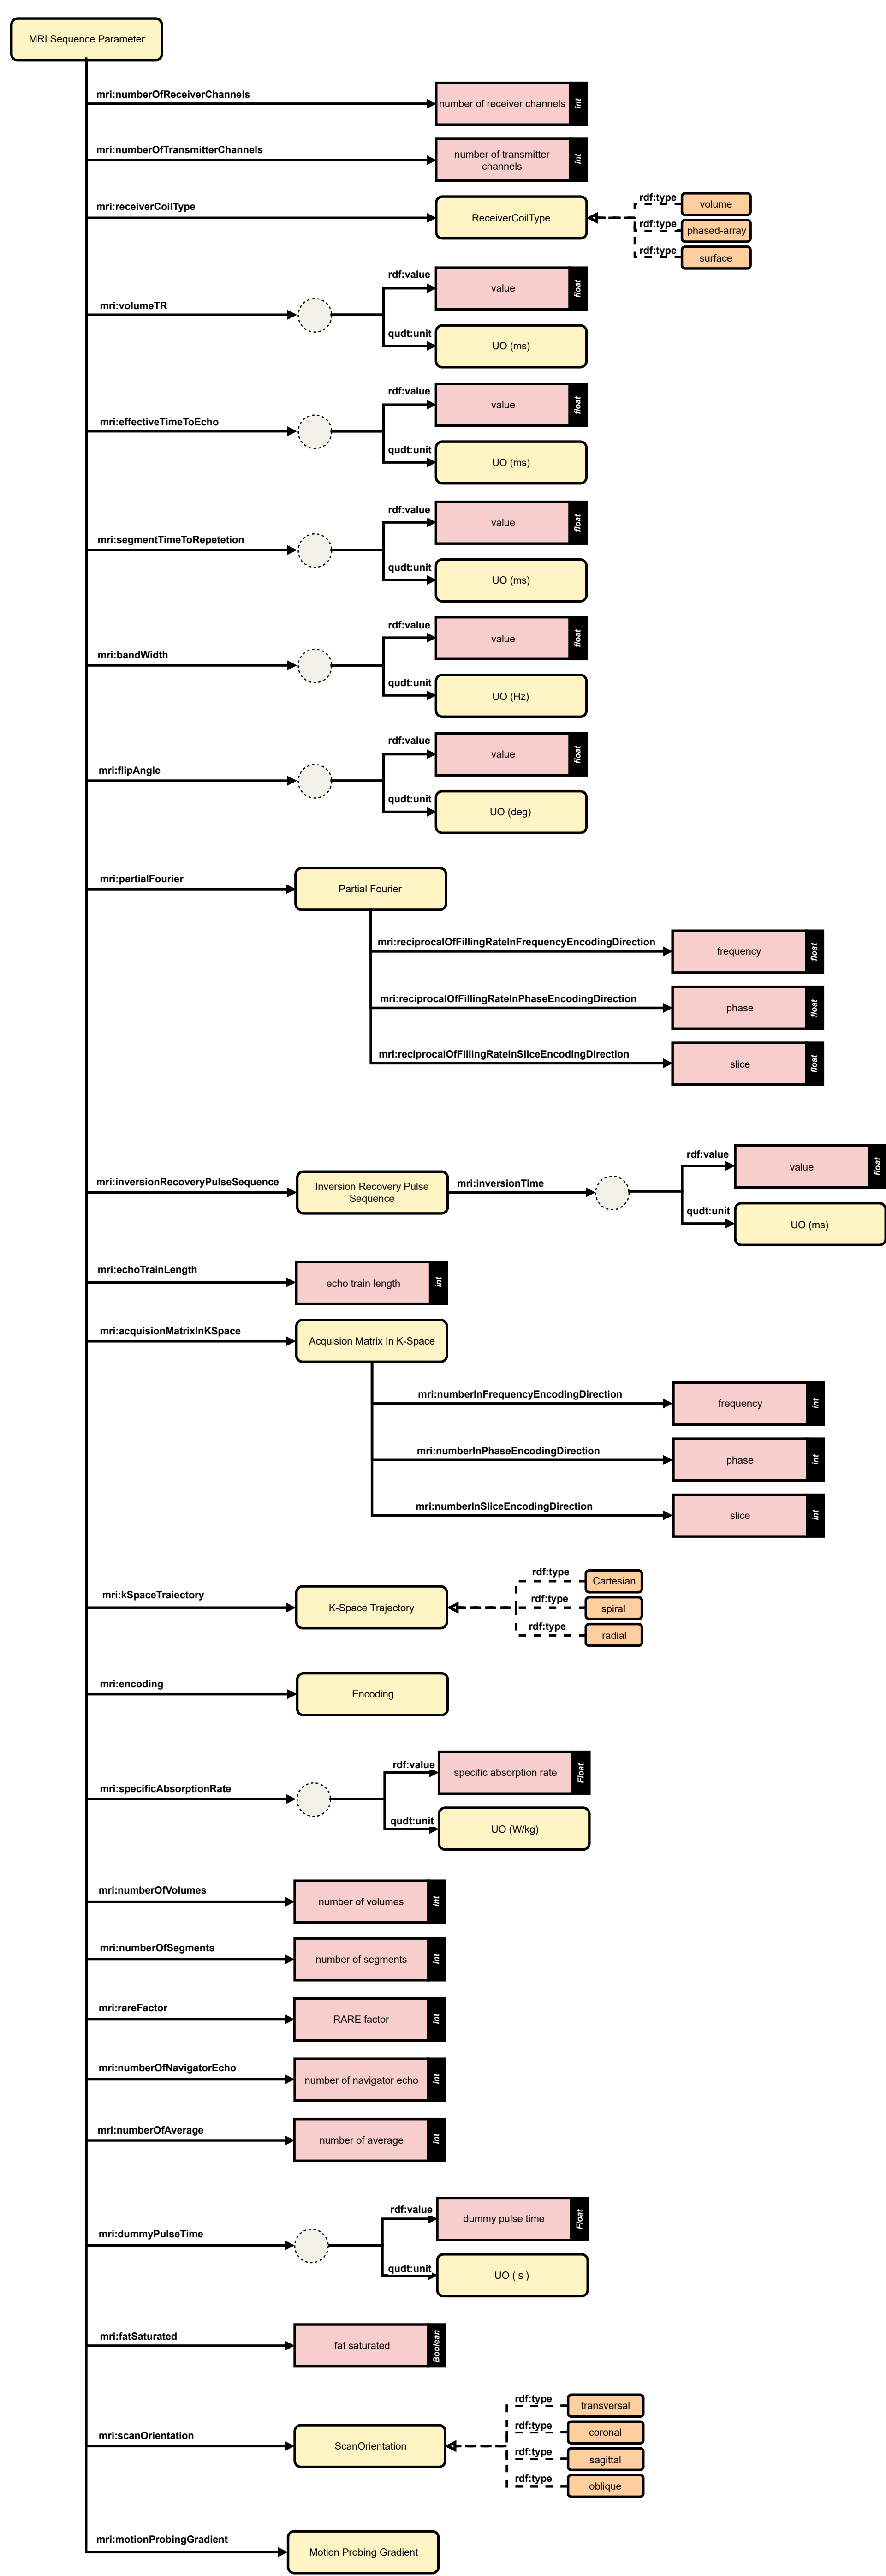 MRI Sequence Parameter
mri:numberOfReceiverChannels
number of receiver channels
int
mri:numberOfTransmitterChannels
number of transmitter
channels
int
mri:receiverCoilType
ReceiverCoilType
rdf:type
volume
rdf:type
phased-array
rdf:type
surface
mri:volumeTR
rdf:value
value
float
qudt:unit
UO (ms)
mri:effectiveTimeToEcho
rdf:value
value
float
qudt:unit
UO (ms)
mri:segmentTimeToRepetetion
rdf:value
value
float
qudt:unit
UO (ms)
mri:bandWidth
rdf:value
value
float
qudt:unit
UO (Hz)
mri:flipAngle
rdf:value
value
float
qudt:unit
UO (deg)
mri:partialFourier
Partial Fourier
mri:reciprocalOfFillingRateInFrequencyEncodingDirection
frequency
float
mri:reciprocalOfFillingRateInPhaseEncodingDirection
phase
float
mri:reciprocalOfFillingRateInSliceEncodingDirection
slice
float
mri:inversionRecoveryPulseSequence
Inversion Recovery Pulse
Sequence
mri:inversionTime
rdf:value
value
float
qudt:unit
UO (ms)
mri:echoTrainLength
echo train length
int
mri:acquisionMatrixInKSpace
Acquision Matrix In K-Space
mri:numberInFrequencyEncodingDirection
frequency
int
mri:numberInPhaseEncodingDirection
phase
int
mri:numberInSliceEncodingDirection
slice
int
mri:kSpaceTraiectory
K-Space Trajectory
rdf:type
Cartesian
rdf:type
spiral
rdf:type
radial
mri:encoding
Encoding
mri:specificAbsorptionRate
rdf:value
specific absorption rate
Float
qudt:unit
UO (W/kg)
mri:numberOfVolumes
number of volumes
int
mri:numberOfSegments
number of segments
int
mri:rareFactor
RARE factor
int
mri:numberOfNavigatorEcho
number of navigator echo
int
mri:numberOfAverage
number of average
int
mri:dummyPulseTime
rdf:value
dummy pulse time
Float
qudt:unit
UO ( s )
mri:fatSaturated
fat saturated
Boolean
mri:scanOrientation
ScanOrientation
rdf:type
transversal
rdf:type
coronal
rdf:type
sagittal
rdf:type
oblique
mri:motionProbingGradient
Motion Probing Gradient